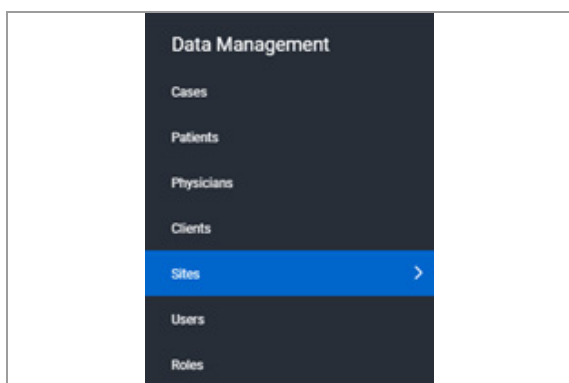 Data Management
Cases
Patients
Physicians
Clients
Sites
Users
Roles